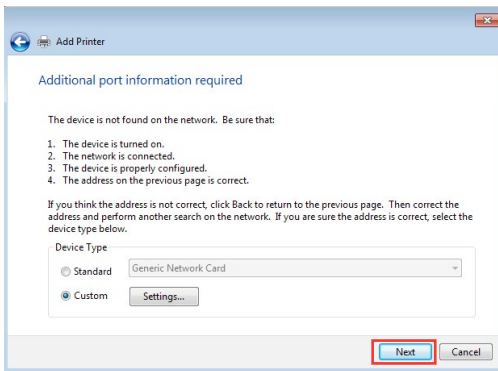 Add Printer
Additional port information required
The device is not found on the network. Be sure that:
1. The device is turned on.
2. The network is connected.
3. The device is properly configured.
4. The address on the previous page is correct.
If you think the address is not correct, click Back to return to the previous page. Then correct the
address and perform another search on the network. If you are sure the address is correct, select the
device type below.
Device Type
Standard Generic Network Card
Custom Settings...
Next Cancel